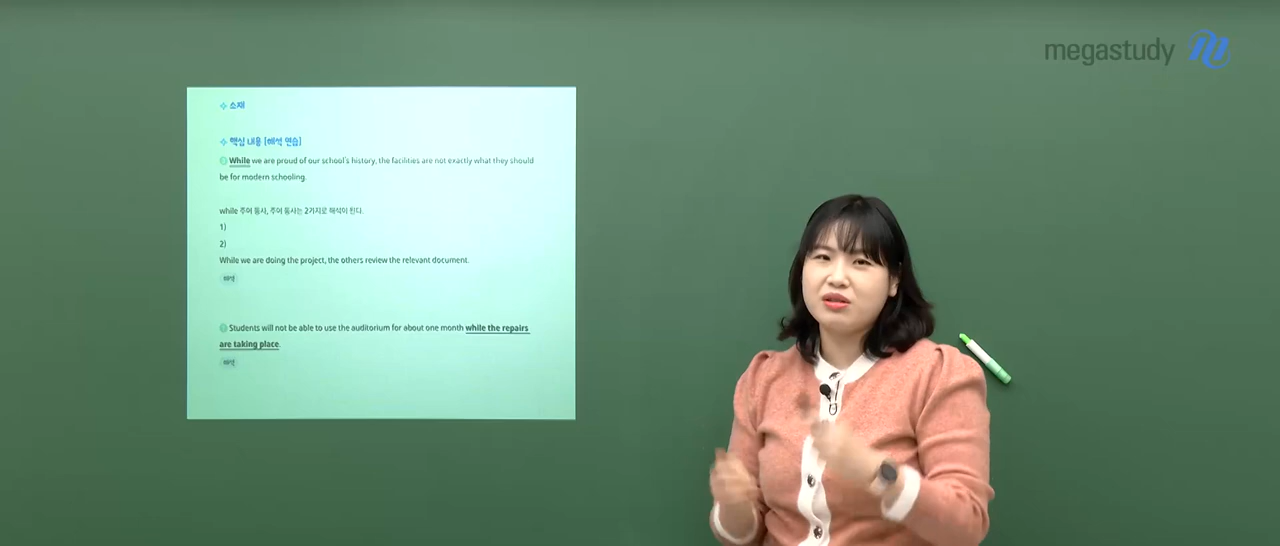 megastudy
소재
핵심 내용 [해석 연습]
While we are proud of our school's history, the facilities are not exactly what they should
be for modern schooling.
while 주어 동사, 주어 동사는 2가지로 해석이 된다.
1)
2)
While we are doing the project, the others review the relevant document.
해석
Students will not be able to use the auditorium for about one month while the repairs
are taking place.
해석